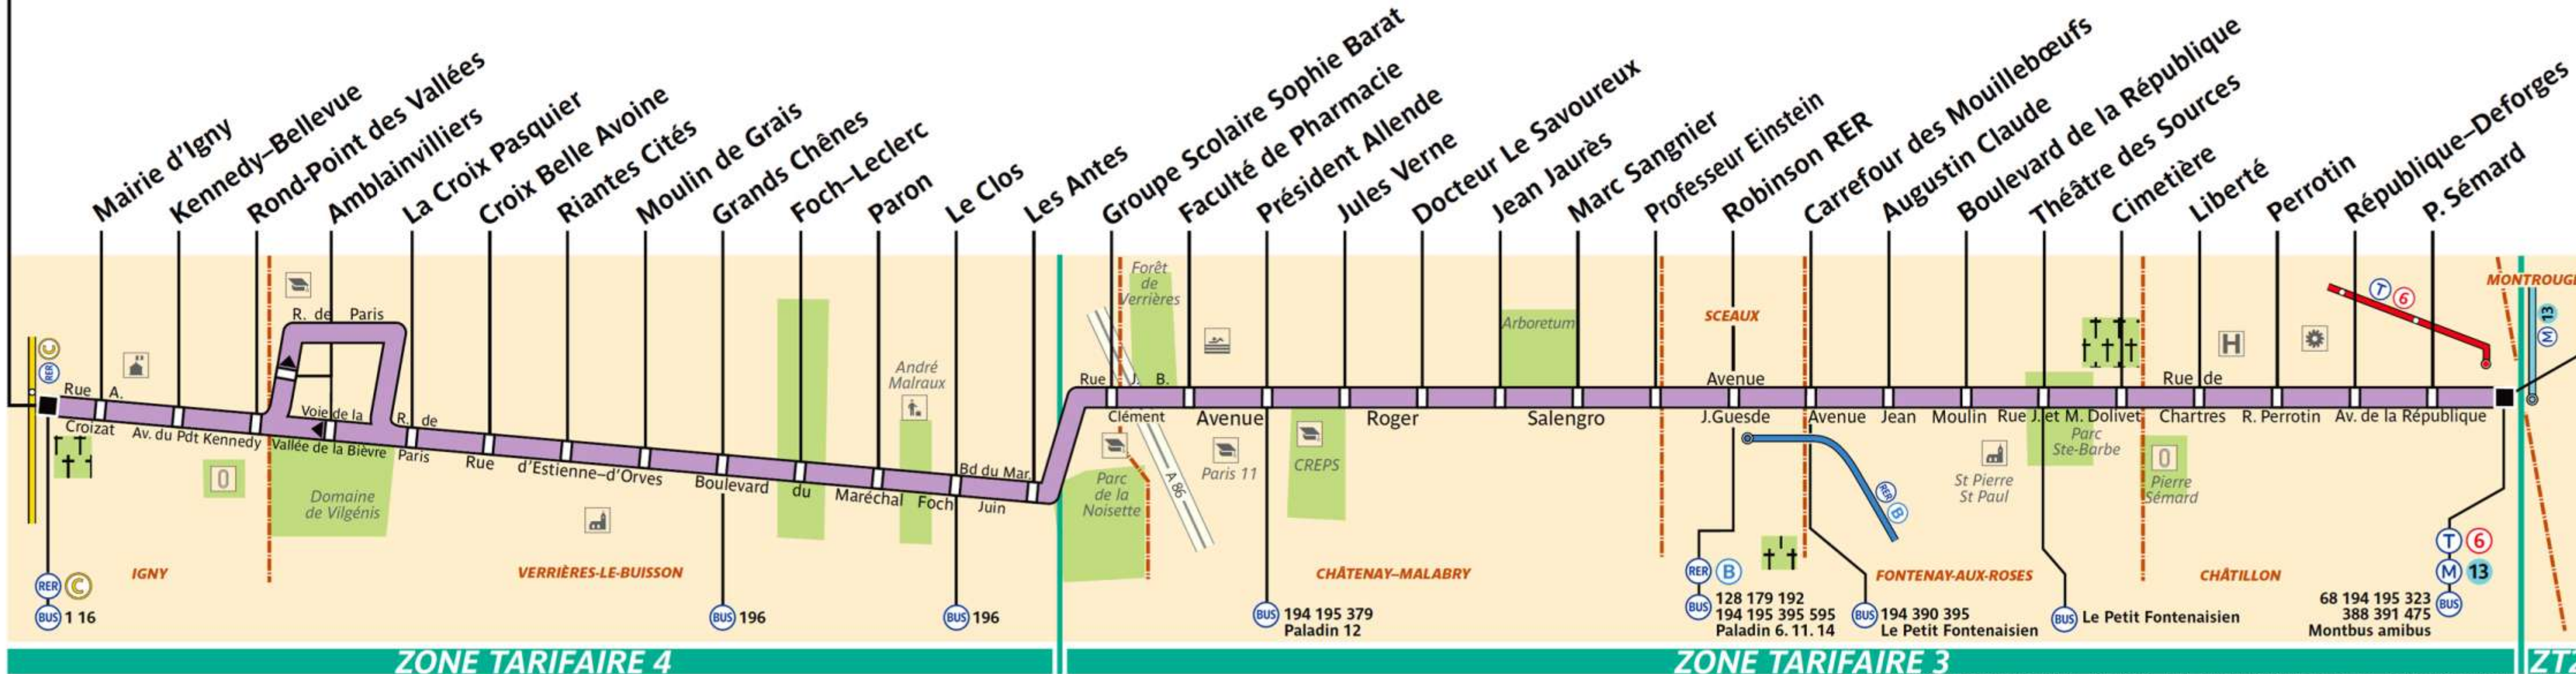 Mairie d'Igny
Kennedy–Bellevue
Rond-Point des Vallées
Amblainvilliers
La Croix Pasquier
Croix Belle Avoine
Riantes Cités
Moulin de Grais
Grands Chênes
Foch–Leclerc
Paron
Le Clos
Les Antes
Groupe Scolaire Sophie Barat
Faculté de Pharmacie
Président Allende
Jules Verne
Docteur Le Savoureux
Jean Jaurès
Marc Sangnier
Professeur Einstein
Robinson RER
Carrefour des Mouillebœufs
Augustin Claude
Boulevard de la République
Théâtre des Sources
Cimetière
Liberté
Perrotin
République–Deforges
P. Sémard
RER C
Rue A.
Croizat
Av. du Pdt Kennedy
R. de Paris
Voie de la
Vallée de la Bièvre
R. de
Paris
Rue
d'Estienne–d'Orves
Boulevard
du
Maréchal
Foch
Bd du Mar.
Juin
Domaine
de Vilgénis
André
Malraux
Forêt
de
Verrières
Rue J. B.
Clément
Avenue
Roger
Salengro
Parc
de la
Noisette
A 86
Paris 11
CREPS
Arboretum
SCEAUX
Avenue
J.Guesde
RER B
Avenue Jean Moulin
Rue J. et M. Dolivet
St Pierre
St Paul
Parc
Ste-Barbe
Rue de
Chartres
R. Perrotin
Av. de la République
H
Pierre
Sémard
T 6
MONTROUGE
M 13
IGNY
VERRIÈRES-LE-BUISSON
CHÂTENAY–MALABRY
FONTENAY-AUX-ROSES
CHÂTILLON
RER C
BUS 1 16
BUS 196
BUS 196
BUS 194 195 379
Paladin 12
RER B
BUS 128 179 192
194 195 395 595
Paladin 6. 11. 14
BUS 194 390 395
Le Petit Fontenaisien
BUS Le Petit Fontenaisien
T 6
M 13
68 194 195 323 BUS
388 391 475
Montbus amibus
ZONE TARIFAIRE 4
ZONE TARIFAIRE 3
ZT2